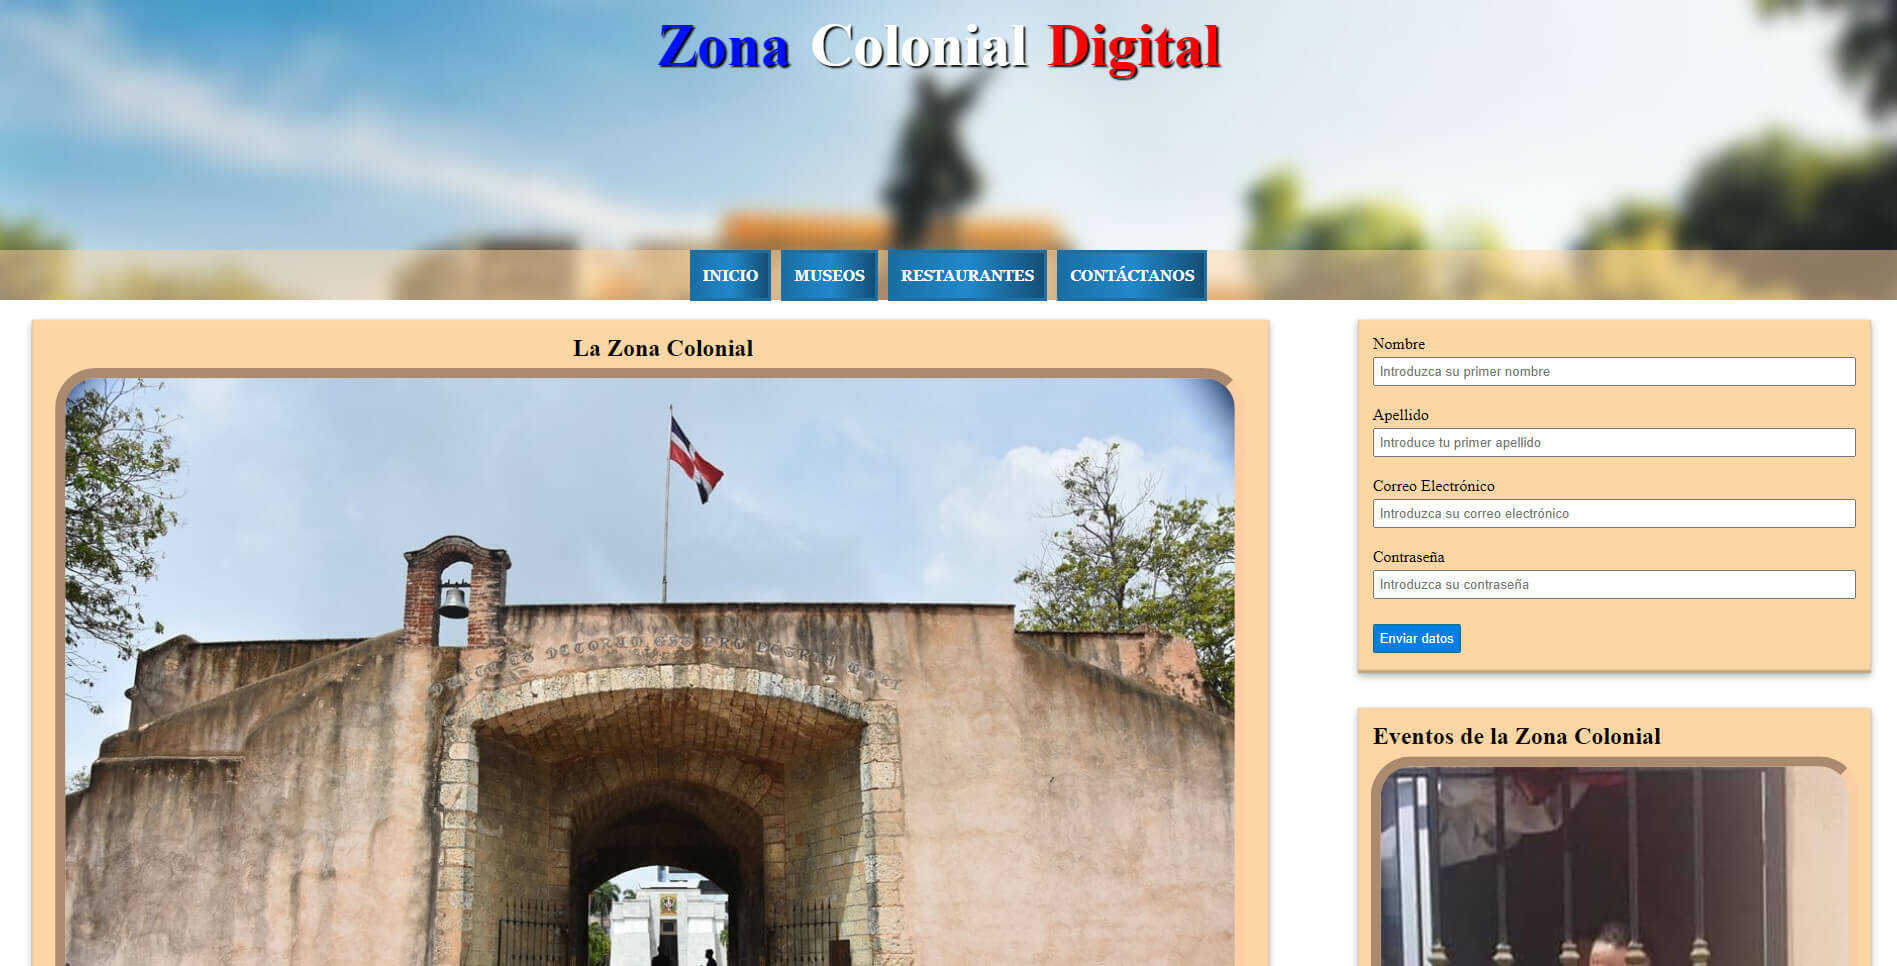 Zona Colonial Digital
INICIO MUSEOS RESTAURANTES CONTÁCTANOS
La Zona Colonial
Nombre
Introduzca su primer nombre
Apellido
Introduce tu primer apellido
Correo Electrónico
Introduzca su correo electrónico
Contraseña
Introduzca su contraseña
Enviar datos
Eventos de la Zona Colonial